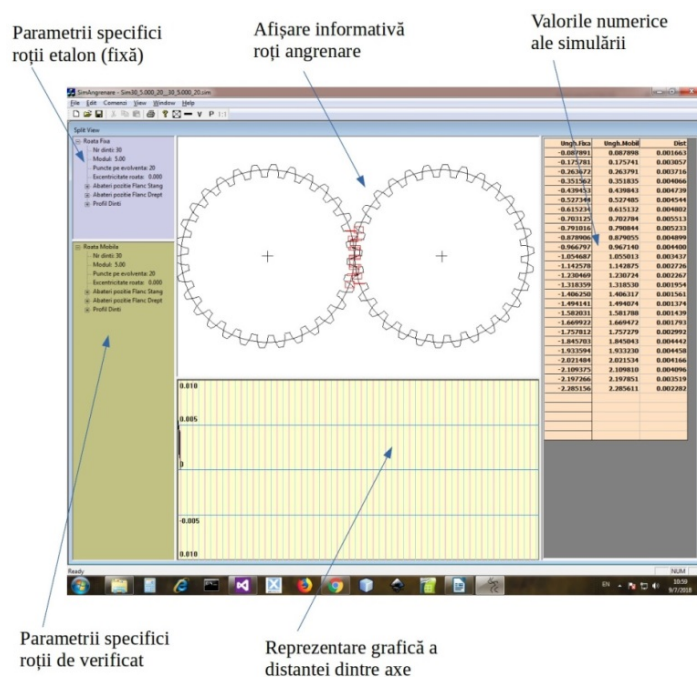 Parametrii specifici
roții etalon (fixă)
Afișare informativă
roți angrenare
Valorile numerice
ale simulării
SimAngrenare - Sim30_5.000_20__30_5.000_20.cim
File Edit Comenzi View Window Help
V P 1:1
Split View
Roata Fixa
Nr dinti: 30
Modul: 5.00
Puncte pe evolventa: 20
Excentricitate roata: 0.000
Abateri pozitie Flanc Stang
Abateri pozitie Flanc Drept
Profil Dinti
Roata Mobila
Nr dinti: 30
Modul: 5.00
Puncte pe evolventa: 20
Excentricitate roata: 0.000
Abateri pozitie Flanc Stang
Abateri pozitie Flanc Drept
Profil Dinti
0.010
0.005
0
-0.005
0.010
Ungh.Fixa Ungh.Mobil Dist
-0.087891 0.087898 0.001663
-0.175781 0.175741 0.003057
-0.263672 0.263791 0.003716
-0.351562 0.351835 0.004066
-0.439453 0.439843 0.004739
-0.527344 0.527485 0.004544
-0.615234 0.615132 0.004802
-0.703125 0.702784 0.005513
-0.791016 0.790844 0.005233
-0.878906 0.879055 0.004899
-0.966797 0.967140 0.004400
-1.054687 1.055013 0.003437
-1.142578 1.142875 0.002726
-1.230469 1.230724 0.002267
-1.318359 1.318530 0.001954
-1.406250 1.406317 0.001561
-1.494141 1.494074 0.001374
-1.582031 1.581788 0.001439
-1.669922 1.669472 0.001793
-1.757812 1.757279 0.002992
-1.845703 1.845043 0.004442
-1.933594 1.933230 0.004458
-2.021484 2.021534 0.004166
-2.109375 2.109810 0.004096
-2.197266 2.197851 0.003519
-2.285156 2.285611 0.002282
Ready
NUM
EN
10:59
9/7/2018
Parametrii specifici
roții de verificat
Reprezentare grafică a
distanței dintre axe